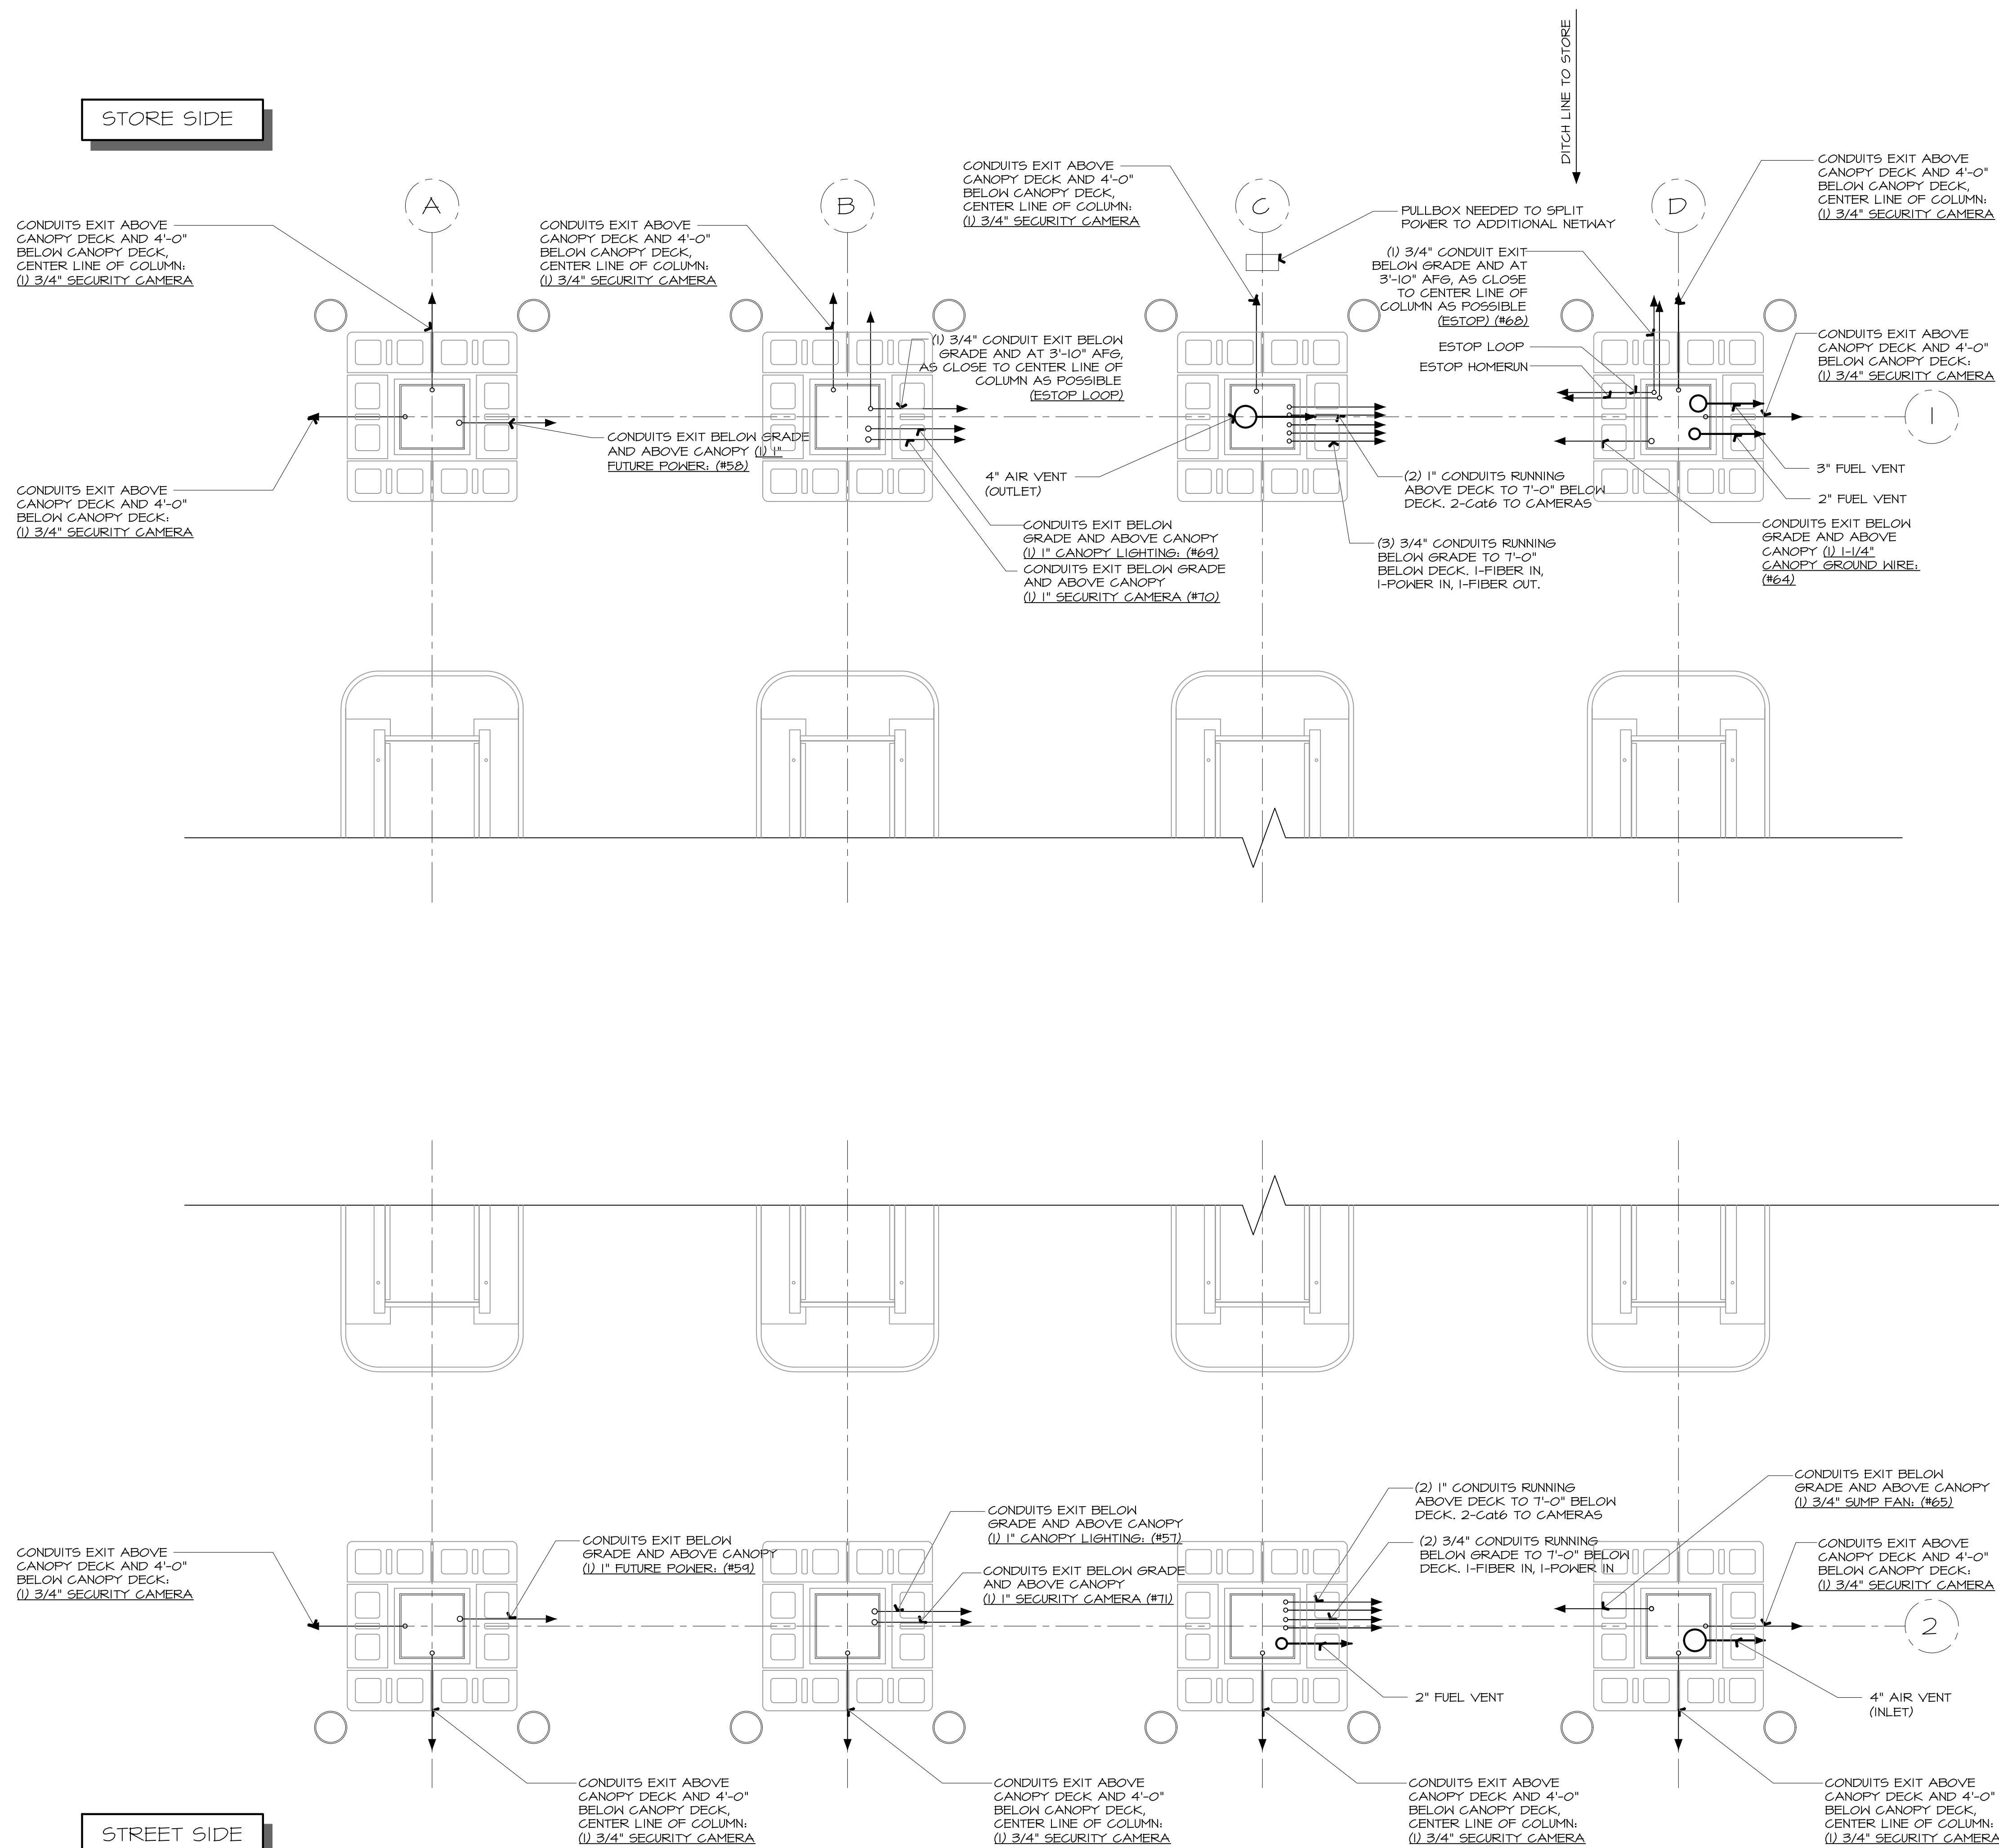 DITCH LINE TO STORE
STORE SIDE
A
B
C
D
CONDUITS EXIT ABOVE
CANOPY DECK AND 4'-0"
BELOW CANOPY DECK,
CENTER LINE OF COLUMN:
(1) 3/4" SECURITY CAMERA
CONDUITS EXIT ABOVE
CANOPY DECK AND 4'-0"
BELOW CANOPY DECK,
CENTER LINE OF COLUMN:
(1) 3/4" SECURITY CAMERA
CONDUITS EXIT ABOVE
CANOPY DECK AND 4'-0"
BELOW CANOPY DECK,
CENTER LINE OF COLUMN:
(1) 3/4" SECURITY CAMERA
PULLBOX NEEDED TO SPLIT
POWER TO ADDITIONAL NETWAY
CONDUITS EXIT ABOVE
CANOPY DECK AND 4'-0"
BELOW CANOPY DECK,
CENTER LINE OF COLUMN:
(1) 3/4" SECURITY CAMERA
(1) 3/4" CONDUIT EXIT
BELOW GRADE AND AT
3'-10" AFG, AS CLOSE
TO CENTER LINE OF
COLUMN AS POSSIBLE
(ESTOP) (#68)
ESTOP LOOP
ESTOP HOMERUN
(1) 3/4" CONDUIT EXIT BELOW
GRADE AND AT 3'-10" AFG,
AS CLOSE TO CENTER LINE OF
COLUMN AS POSSIBLE
(ESTOP LOOP)
CONDUITS EXIT ABOVE
CANOPY DECK AND 4'-0"
BELOW CANOPY DECK:
(1) 3/4" SECURITY CAMERA
1
CONDUITS EXIT BELOW GRADE
AND ABOVE CANOPY (1) 1"
FUTURE POWER: (#58)
CONDUITS EXIT ABOVE
CANOPY DECK AND 4'-0"
BELOW CANOPY DECK:
(1) 3/4" SECURITY CAMERA
4" AIR VENT
(OUTLET)
(2) 1" CONDUITS RUNNING
ABOVE DECK TO 7'-0" BELOW
DECK. 2-Cat6 TO CAMERAS
3" FUEL VENT
2" FUEL VENT
CONDUITS EXIT BELOW
GRADE AND ABOVE CANOPY
(1) 1" CANOPY LIGHTING: (#69)
CONDUITS EXIT BELOW GRADE
AND ABOVE CANOPY
(1) 1" SECURITY CAMERA (#70)
(3) 3/4" CONDUITS RUNNING
BELOW GRADE TO 7'-0"
BELOW DECK. 1-FIBER IN,
1-POWER IN, 1-FIBER OUT.
CONDUITS EXIT BELOW
GRADE AND ABOVE
CANOPY (1) 1-1/4"
CANOPY GROUND WIRE:
(#64)
CONDUITS EXIT ABOVE
CANOPY DECK AND 4'-0"
BELOW CANOPY DECK:
(1) 3/4" SECURITY CAMERA
CONDUITS EXIT BELOW
GRADE AND ABOVE CANOPY
(1) 1" FUTURE POWER: (#59)
CONDUITS EXIT BELOW
GRADE AND ABOVE CANOPY
(1) 1" CANOPY LIGHTING: (#57)
CONDUITS EXIT BELOW GRADE
AND ABOVE CANOPY
(1) 1" SECURITY CAMERA (#71)
(2) 1" CONDUITS RUNNING
ABOVE DECK TO 7'-0" BELOW
DECK. 2-Cat6 TO CAMERAS
(2) 3/4" CONDUITS RUNNING
BELOW GRADE TO 7'-0" BELOW
DECK. 1-FIBER IN, 1-POWER IN
CONDUITS EXIT BELOW
GRADE AND ABOVE CANOPY
(1) 3/4" SUMP FAN: (#65)
CONDUITS EXIT ABOVE
CANOPY DECK AND 4'-0"
BELOW CANOPY DECK:
(1) 3/4" SECURITY CAMERA
2
2" FUEL VENT
4" AIR VENT
(INLET)
CONDUITS EXIT ABOVE
CANOPY DECK AND 4'-0"
BELOW CANOPY DECK,
CENTER LINE OF COLUMN:
(1) 3/4" SECURITY CAMERA
CONDUITS EXIT ABOVE
CANOPY DECK AND 4'-0"
BELOW CANOPY DECK,
CENTER LINE OF COLUMN:
(1) 3/4" SECURITY CAMERA
CONDUITS EXIT ABOVE
CANOPY DECK AND 4'-0"
BELOW CANOPY DECK,
CENTER LINE OF COLUMN:
(1) 3/4" SECURITY CAMERA
CONDUITS EXIT ABOVE
CANOPY DECK AND 4'-0"
BELOW CANOPY DECK,
CENTER LINE OF COLUMN:
(1) 3/4" SECURITY CAMERA
STREET SIDE